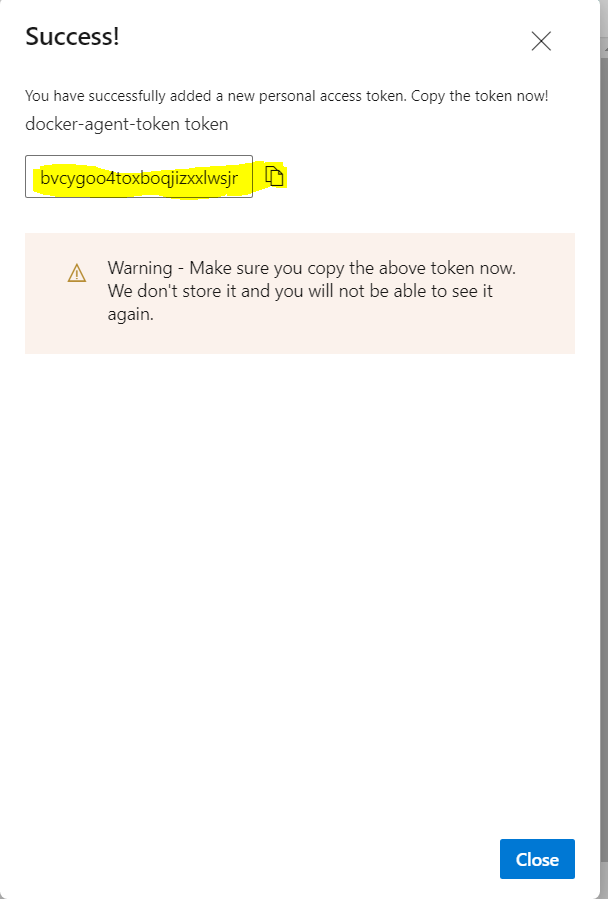 Success!
You have successfully added a new personal access token. Copy the token now!
docker-agent-token token
bvcygoo4toxboqjizxxlwsjr
Warning - Make sure you copy the above token now.
We don't store it and you will not be able to see it
again.
Close